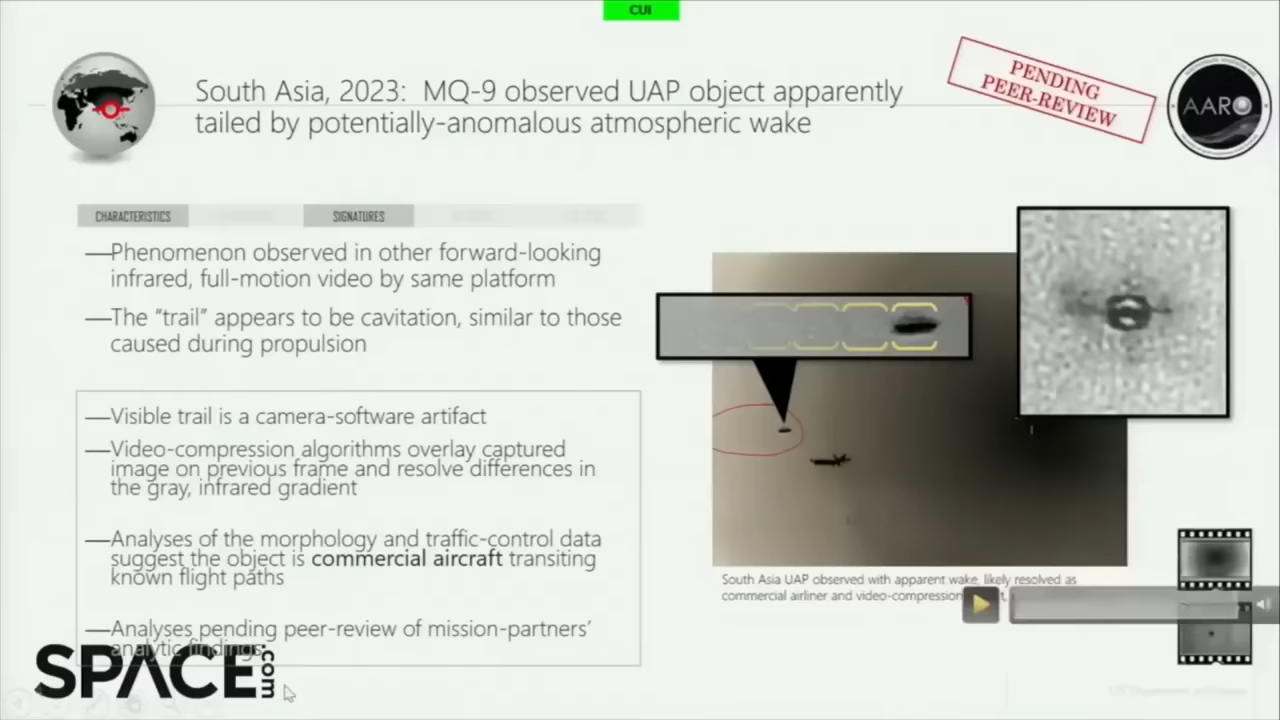 CUI
South Asia, 2023: MQ-9 observed UAP object apparently
tailed by potentially-anomalous atmospheric wake
PENDING
PEER-REVIEW
AARO
CHARACTERISTICS
SIGNATURES
—Phenomenon observed in other forward-looking
infrared, full-motion video by same platform
—The “trail” appears to be cavitation, similar to those
caused during propulsion
—Visible trail is a camera-software artifact
—Video-compression algorithms overlay captured
image on previous frame and resolve differences in
the gray, infrared gradient
—Analyses of the morphology and traffic-control data
suggest the object is commercial aircraft transiting
known flight paths
—Analyses pending peer-review of mission-partners’
analytic findings
South Asia UAP observed with apparent wake, likely resolved as
commercial airliner and video-compression
SPACE.com